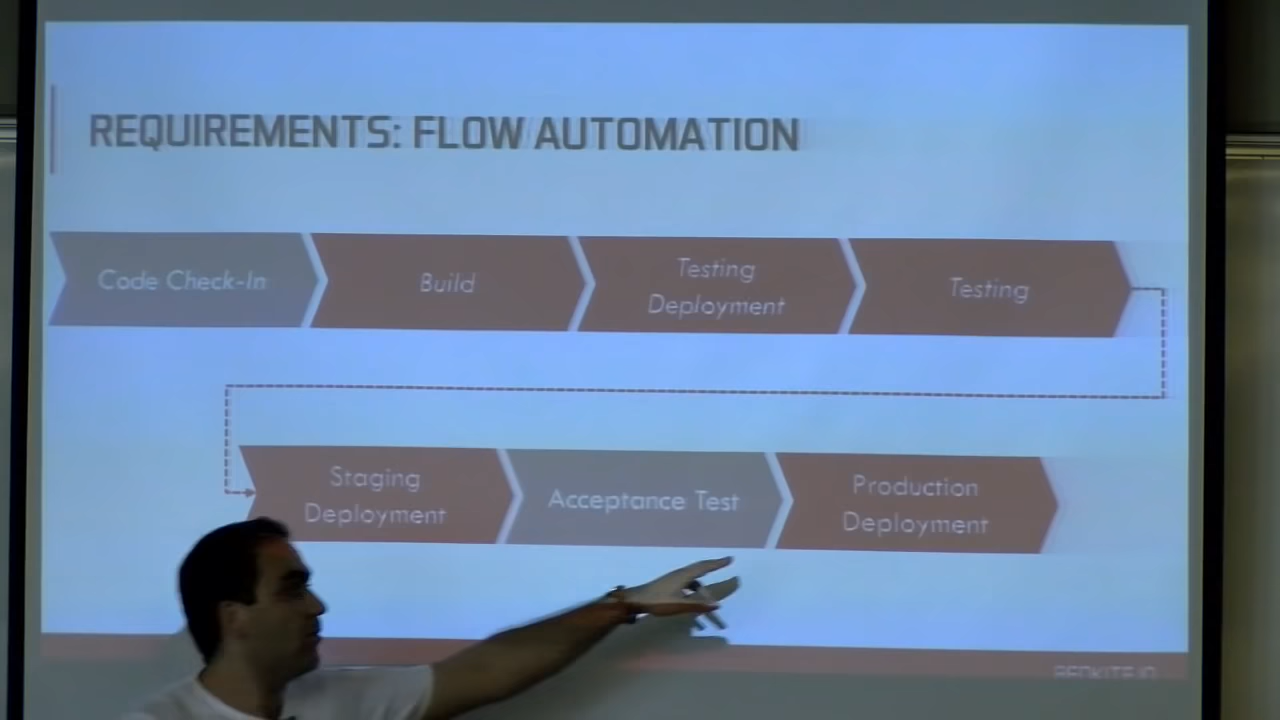 REQUIREMENTS: FLOW AUTOMATION
Code Check-In
Build
Testing
Deployment
Testing
Staging
Deployment
Acceptance Test
Production
Deployment